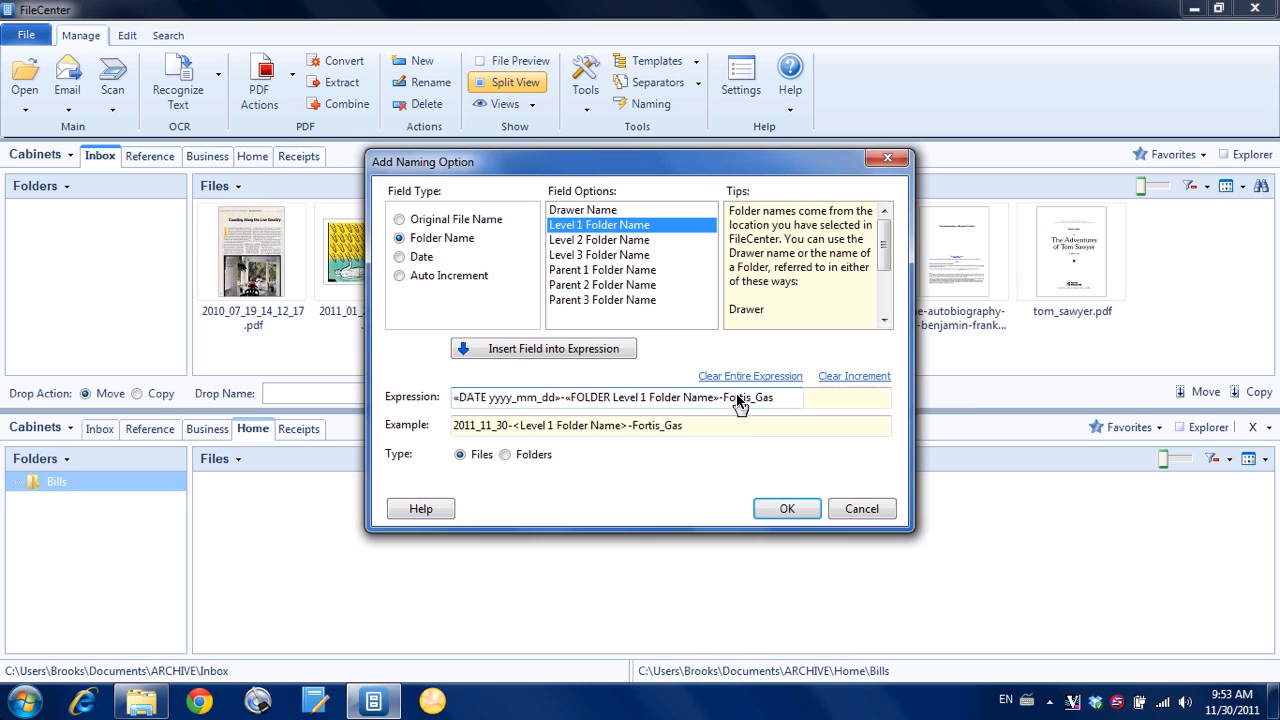 FileCenter
File Manage Edit Search
Open Email Scan
Main
Recognize
Text
OCR
PDF
Actions
Convert
Extract
Combine
PDF
New
Rename
Delete
Actions
File Preview
Split View
Views
Show
Tools
Templates
Separators
Naming
Tools
Settings Help
Help
Cabinets Inbox Reference Business Home Receipts
Favorites Explorer
Folders Files
2010_07_19_14_12_17
.pdf
2011_01_
e-autobiography-
benjamin-frank...
The Adventures
of Tom Sawyer
tom_sawyer.pdf
Add Naming Option
Field Type:
Original File Name
Folder Name
Date
Auto Increment
Field Options:
Drawer Name
Level 1 Folder Name
Level 2 Folder Name
Level 3 Folder Name
Parent 1 Folder Name
Parent 2 Folder Name
Parent 3 Folder Name
Tips:
Folder names come from the
location you have selected in
FileCenter. You can use the
Drawer name or the name of
a Folder, referred to in either
of these ways:
Drawer
Insert Field into Expression
Clear Entire Expression Clear Increment
Expression: «DATE yyyy_mm_dd»-«FOLDER Level 1 Folder Name»-Fortis_Gas
Example: 2011_11_30-<Level 1 Folder Name>-Fortis_Gas
Type: Files Folders
Help OK Cancel
Drop Action: Move Copy Drop Name:
Move Copy
Cabinets Inbox Reference Business Home Receipts
Favorites Explorer X
Folders Files
Bills
C:\Users\Brooks\Documents\ARCHIVE\Inbox
C:\Users\Brooks\Documents\ARCHIVE\Home\Bills
EN
9:53 AM
11/30/2011